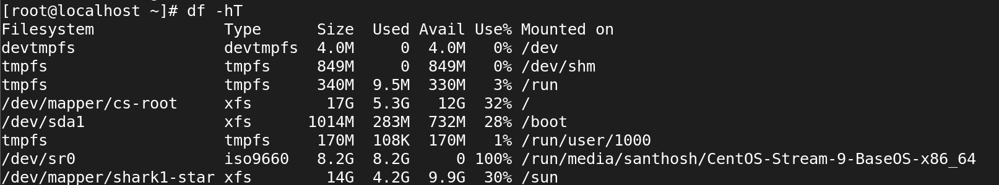 [root@localhost ~]# df -hT
Filesystem              Type      Size  Used Avail Use% Mounted on
devtmpfs                devtmpfs  4.0M     0  4.0M   0% /dev
tmpfs                   tmpfs     849M     0  849M   0% /dev/shm
tmpfs                   tmpfs     340M  9.5M  330M   3% /run
/dev/mapper/cs-root     xfs        17G  5.3G   12G  32% /
/dev/sda1               xfs      1014M  283M  732M  28% /boot
tmpfs                   tmpfs     170M  108K  170M   1% /run/user/1000
/dev/sr0                iso9660   8.2G  8.2G     0 100% /run/media/santhosh/CentOS-Stream-9-BaseOS-x86_64
/dev/mapper/shark1-star xfs        14G  4.2G  9.9G  30% /sun